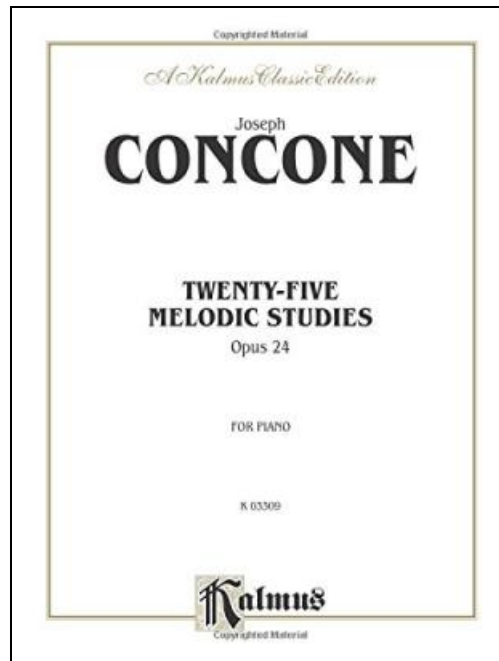 Copyrighted Material
A Kalmus Classic Edition
Joseph
CONCONE
TWENTY-FIVE
MELODIC STUDIES
Opus 24
FOR PIANO
K 03309
Kalmus
Copyrighted Material